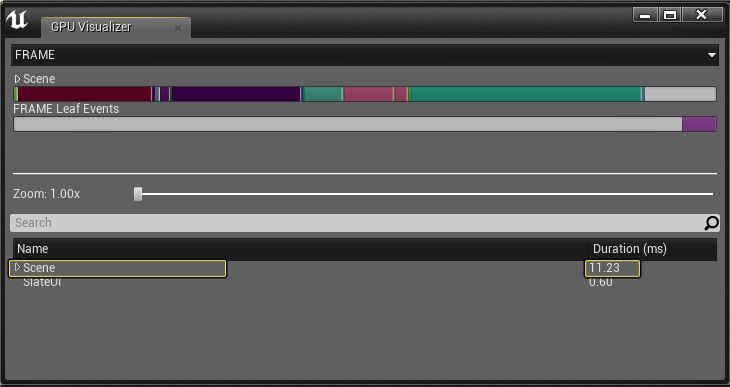 GPU Visualizer
FRAME
Scene
FRAME Leaf Events
Zoom: 1.00x
Search
Name Duration (ms)
Scene 11.23
SlateUI 0.60